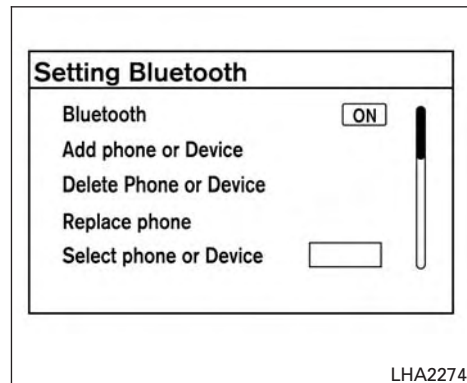 Setting Bluetooth
Bluetooth ON
Add phone or Device
Delete Phone or Device
Replace phone
Select phone or Device
LHA2274